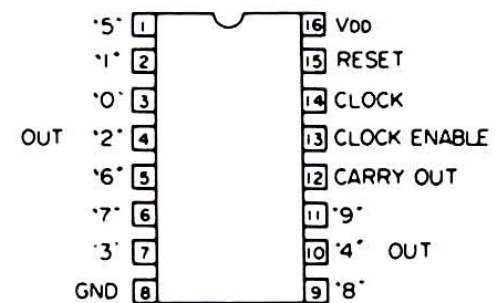 "5" 1 16 VDD
"1" 2 15 RESET
"0" 3 14 CLOCK
OUT "2" 4 13 CLOCK ENABLE
"6" 5 12 CARRY OUT
"7" 6 11 "9"
"3" 7 10 "4" OUT
GND 8 9 "8"